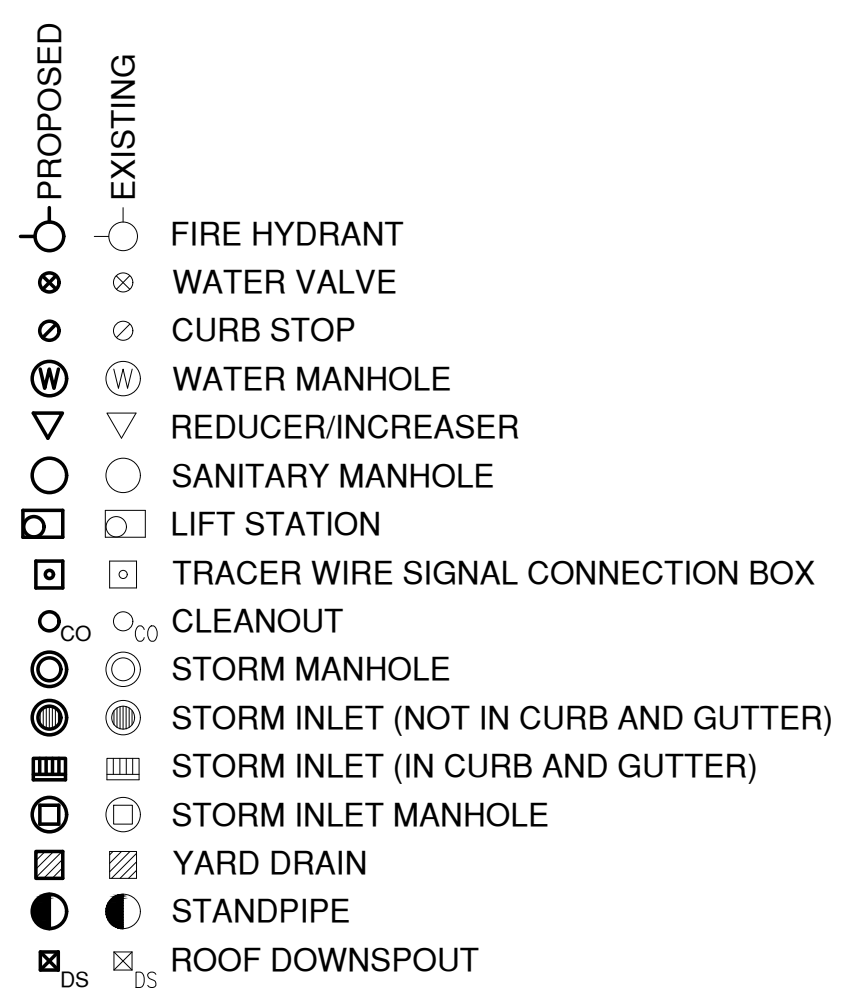 PROPOSED
EXISTING
FIRE HYDRANT
WATER VALVE
CURB STOP
W W WATER MANHOLE
REDUCER/INCREASER
SANITARY MANHOLE
LIFT STATION
TRACER WIRE SIGNAL CONNECTION BOX
CO CO CLEANOUT
STORM MANHOLE
STORM INLET (NOT IN CURB AND GUTTER)
STORM INLET (IN CURB AND GUTTER)
STORM INLET MANHOLE
YARD DRAIN
STANDPIPE
DS DS ROOF DOWNSPOUT